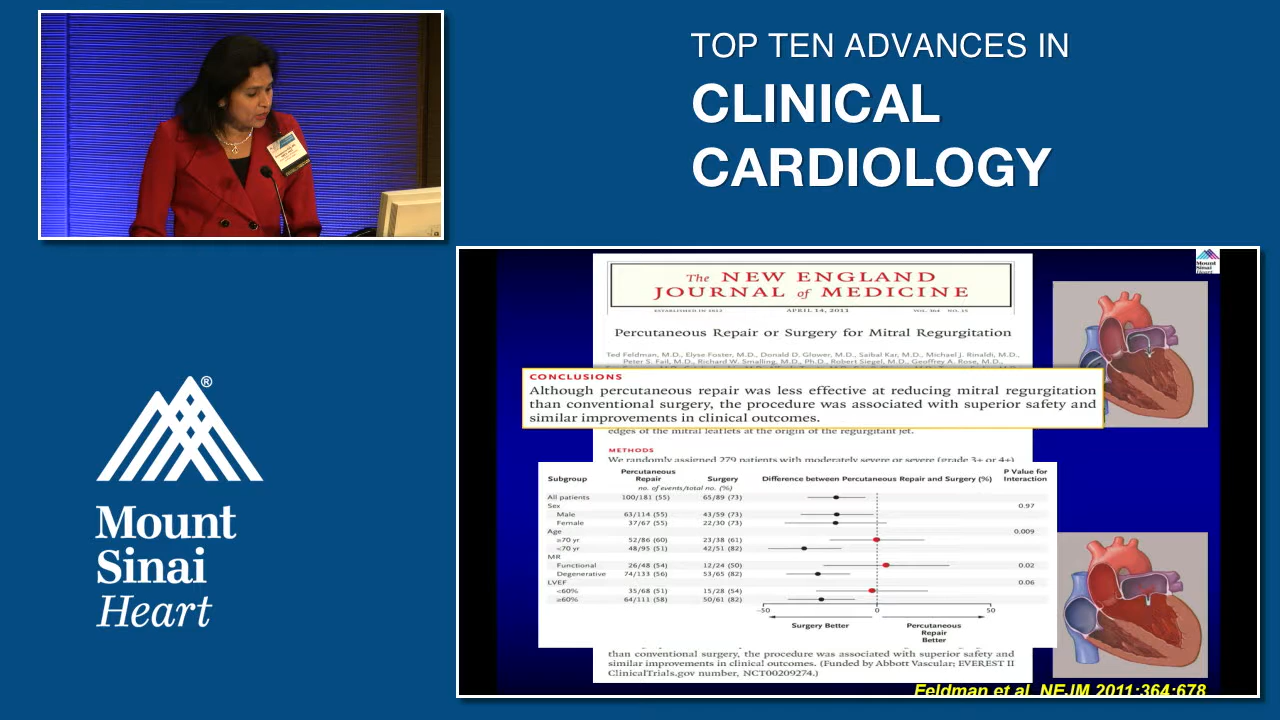 TOP TEN ADVANCES IN
CLINICAL
CARDIOLOGY
Mount
Sinai
Heart
®
Mount
Sinai
Heart
The NEW ENGLAND
JOURNAL of MEDICINE
ESTABLISHED IN 1812 APRIL 14, 2011 VOL. 364 NO. 15
Percutaneous Repair or Surgery for Mitral Regurgitation
Ted Feldman, M.D., Elyse Foster, M.D., Donald D. Glower, M.D., Saibal Kar, M.D., Michael J. Rinaldi, M.D.,
Peter S. Fail, M.D., Richard W. Smalling, M.D., Ph.D., Robert Siegel, M.D., Geoffrey A. Rose, M.D.,
CONCLUSIONS
Although percutaneous repair was less effective at reducing mitral regurgitation
than conventional surgery, the procedure was associated with superior safety and
similar improvements in clinical outcomes.
edges of the mitral leaflets at the origin of the regurgitant jet.
METHODS
We randomly assigned 279 patients with moderately severe or severe (grade 3+ or 4+)
Subgroup Percutaneous Repair Surgery Difference between Percutaneous Repair and Surgery (%) P Value for Interaction
no. of events/total no. (%)
All patients 100/181 (55) 65/89 (73)
Sex 0.97
Male 63/114 (55) 43/59 (73)
Female 37/67 (55) 22/30 (73)
Age 0.009
≥70 yr 52/86 (60) 23/38 (61)
<70 yr 48/95 (51) 42/51 (82)
MR
Functional 26/48 (54) 12/24 (50) 0.02
Degenerative 74/133 (56) 53/65 (82)
LVEF 0.06
<60% 35/68 (51) 15/28 (54)
≥60% 64/111 (58) 50/61 (82)
-50 0 50
Surgery Better Percutaneous Repair Better
than conventional surgery, the procedure was associated with superior safety and
similar improvements in clinical outcomes. (Funded by Abbott Vascular; EVEREST II
ClinicalTrials.gov number, NCT00209274.)
Feldman et al. NEJM 2011;364:678